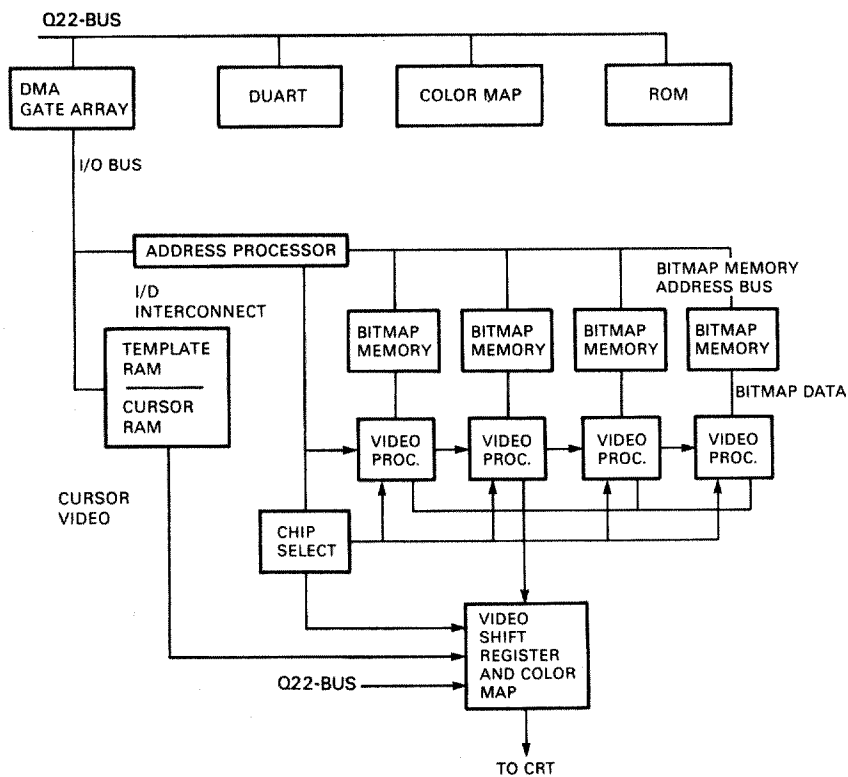 Q22-BUS
DMA
GATE ARRAY
DUART
COLOR MAP
ROM
I/O BUS
ADDRESS PROCESSOR
BITMAP MEMORY
ADDRESS BUS
I/D
INTERCONNECT
TEMPLATE
RAM
CURSOR
RAM
BITMAP
MEMORY
BITMAP
MEMORY
BITMAP
MEMORY
BITMAP
MEMORY
BITMAP DATA
VIDEO
PROC.
VIDEO
PROC.
VIDEO
PROC.
VIDEO
PROC.
CURSOR
VIDEO
CHIP
SELECT
VIDEO
SHIFT
REGISTER
AND COLOR
MAP
Q22-BUS
TO CRT